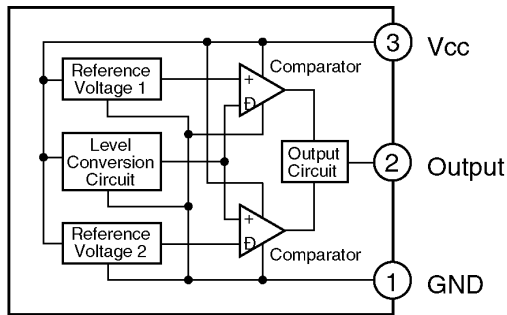 3 Vcc
Comparator
Reference
Voltage 1
+
Đ
Level
Conversion
Circuit
Output
Circuit
2 Output
Reference
Voltage 2
+
Đ
Comparator
1 GND